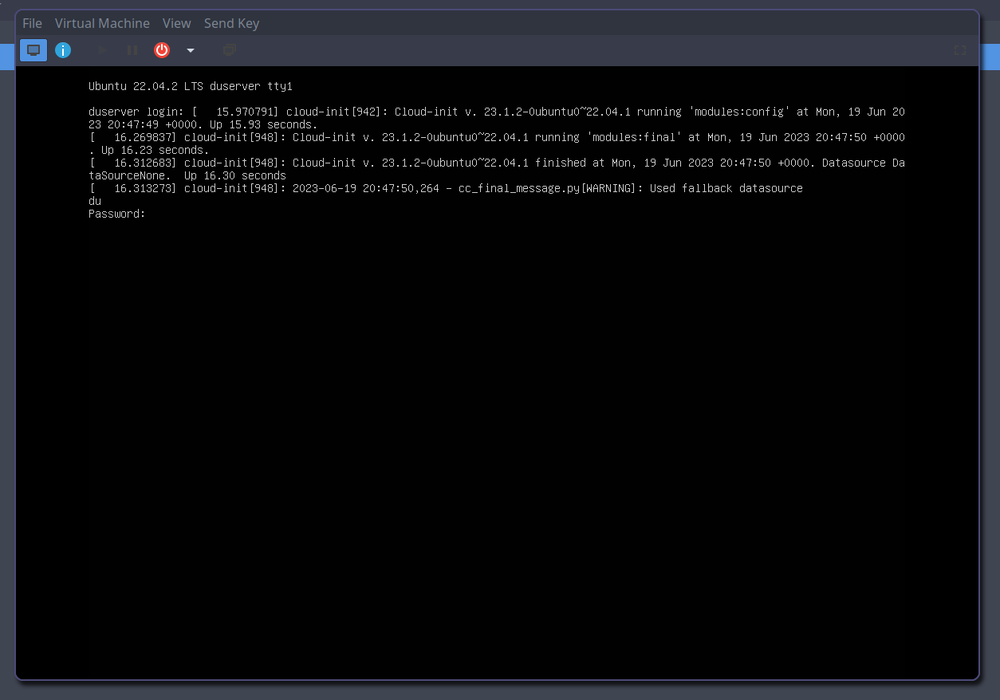 File Virtual Machine View Send Key
Ubuntu 22.04.2 LTS duserver tty1
duserver login: [   15.970791] cloud-init[942]: Cloud-init v. 23.1.2-0ubuntu0~22.04.1 running 'modules:config' at Mon, 19 Jun 20
23 20:47:49 +0000. Up 15.93 seconds.
[   16.269837] cloud-init[948]: Cloud-init v. 23.1.2-0ubuntu0~22.04.1 running 'modules:final' at Mon, 19 Jun 2023 20:47:50 +0000
. Up 16.23 seconds.
[   16.312683] cloud-init[948]: Cloud-init v. 23.1.2-0ubuntu0~22.04.1 finished at Mon, 19 Jun 2023 20:47:50 +0000. Datasource Da
taSourceNone.  Up 16.30 seconds
[   16.313273] cloud-init[948]: 2023-06-19 20:47:50,264 - cc_final_message.py[WARNING]: Used fallback datasource
du
Password: